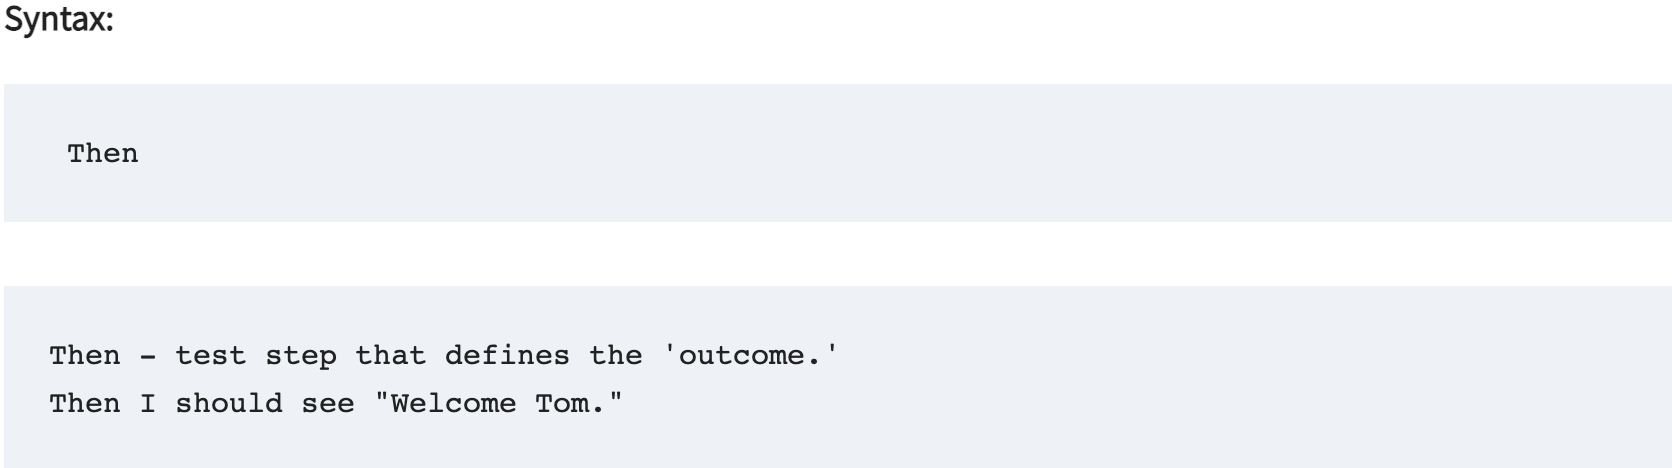 Syntax:
Then
Then - test step that defines the 'outcome.'
Then I should see "Welcome Tom."